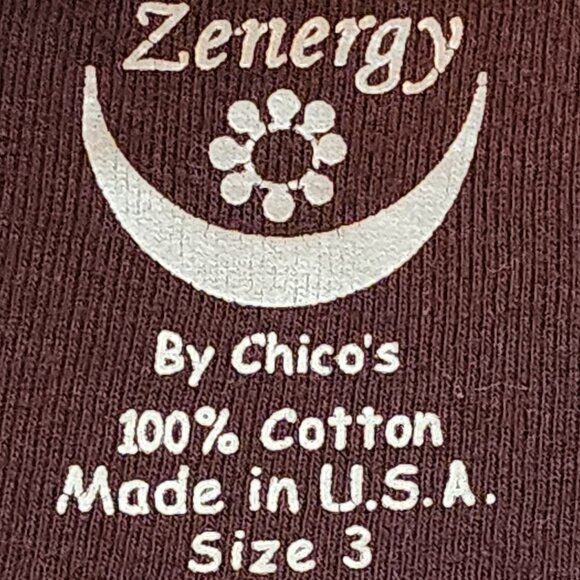 Zenergy
By Chico's
100% Cotton
Made in U.S.A.
Size 3